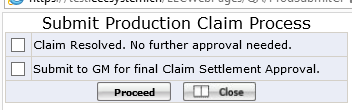 Submit Production Claim Process
Claim Resolved. No further approval needed.
Submit to GM for final Claim Settlement Approval.
Proceed Close